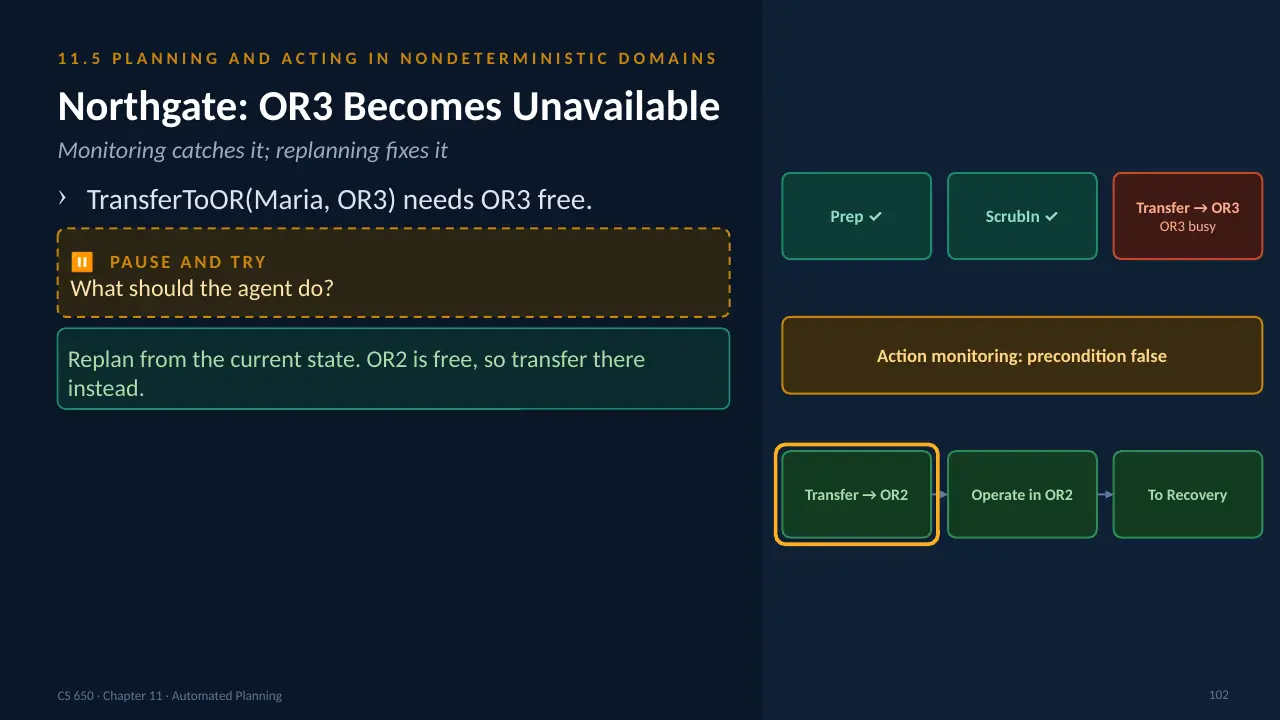 11.5 PLANNING AND ACTING IN NONDETERMINISTIC DOMAINS
Northgate: OR3 Becomes Unavailable
Monitoring catches it; replanning fixes it
› TransferToOR(Maria, OR3) needs OR3 free.
⏸ PAUSE AND TRY
What should the agent do?
Replan from the current state. OR2 is free, so transfer there
instead.
Prep ✓
ScrubIn ✓
Transfer → OR3
OR3 busy
Action monitoring: precondition false
Transfer → OR2
Operate in OR2
To Recovery
CS 650 · Chapter 11 · Automated Planning
102